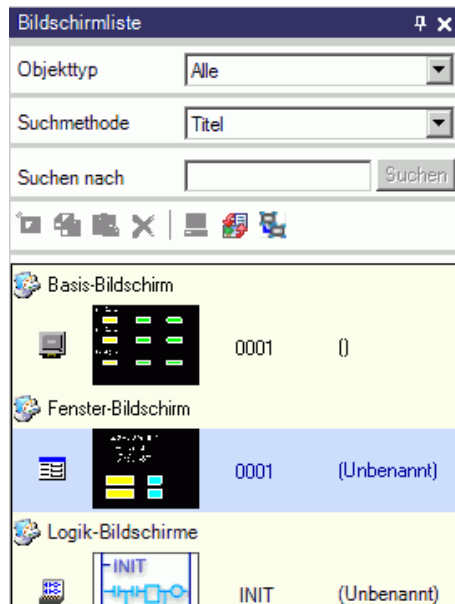 Bildschirmliste
Objekttyp Alle
Suchmethode Titel
Suchen nach Suchen
Basis-Bildschirm
0001 ()
Fenster-Bildschirm
0001 (Unbenannt)
Logik-Bildschirme
INIT
INIT (Unbenannt)